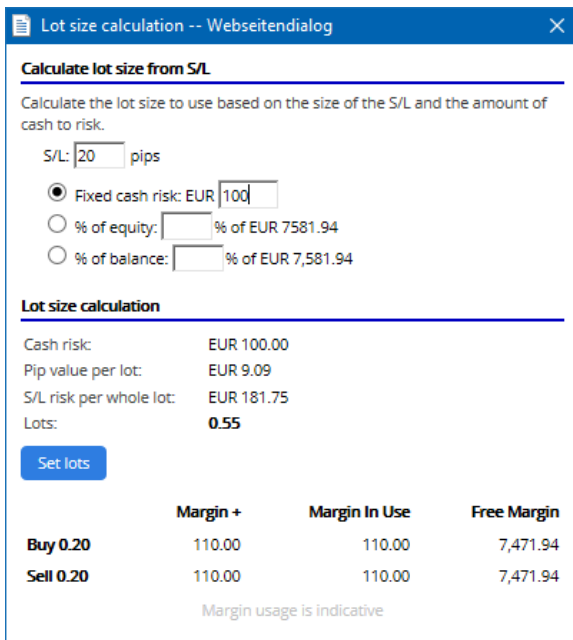 Lot size calculation -- Webseitendialog
Calculate lot size from S/L
Calculate the lot size to use based on the size of the S/L and the amount of
cash to risk.
S/L: 20 pips
Fixed cash risk: EUR 100
% of equity: % of EUR 7581.94
% of balance: % of EUR 7,581.94
Lot size calculation
Cash risk: EUR 100.00
Pip value per lot: EUR 9.09
S/L risk per whole lot: EUR 181.75
Lots: 0.55
Set lots
Margin + Margin In Use Free Margin
Buy 0.20 110.00 110.00 7,471.94
Sell 0.20 110.00 110.00 7,471.94
Margin usage is indicative